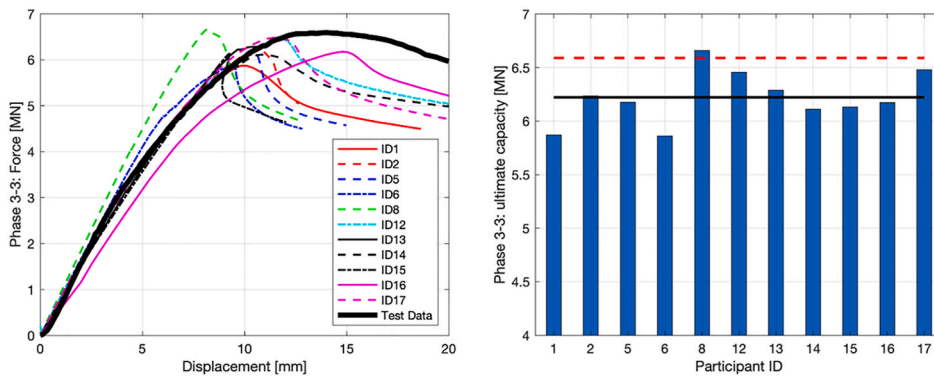 Phase 3-3: Force [MN]
7
6
5
4
3
2
1
0
0 5 10 15 20
Displacement [mm]
ID1
ID2
ID5
ID6
ID8
ID12
ID13
ID14
ID15
ID16
ID17
Test Data
Phase 3-3: ultimate capacity [MN]
7
6.5
6
5.5
5
4.5
4
1 2 5 6 8 12 13 14 15 16 17
Participant ID